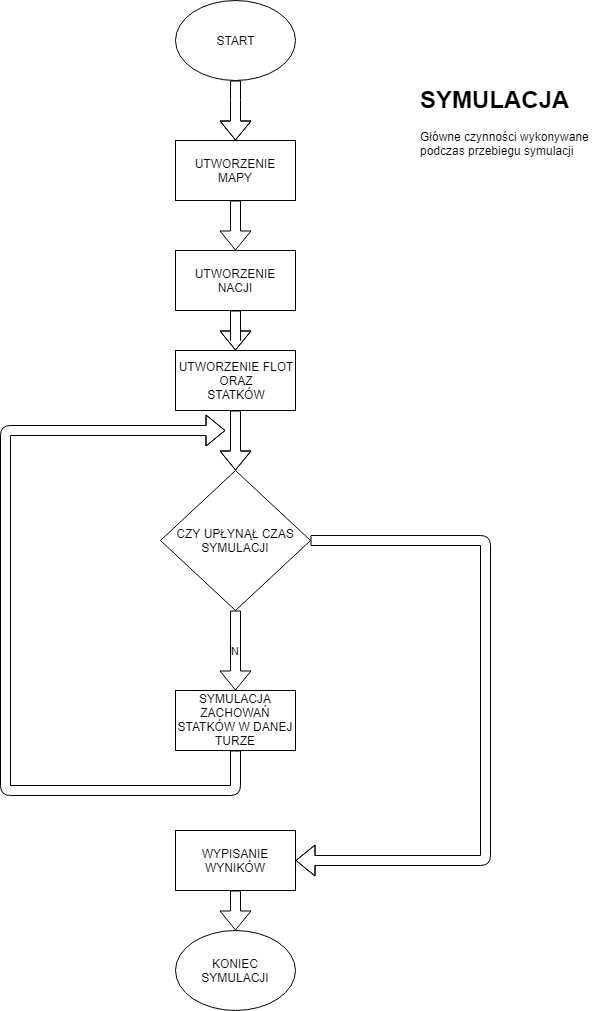 START
SYMULACJA
Główne czynności wykonywane
podczas przebiegu symulacji
UTWORZENIE
MAPY
UTWORZENIE
NACJI
UTWORZENIE FLOT
ORAZ
STATKÓW
CZY UPŁYNĄŁ CZAS
SYMULACJI
N
SYMULACJA
ZACHOWAŃ
STATKÓW W DANEJ
TURZE
WYPISANIE
WYNIKÓW
KONIEC
SYMULACJI